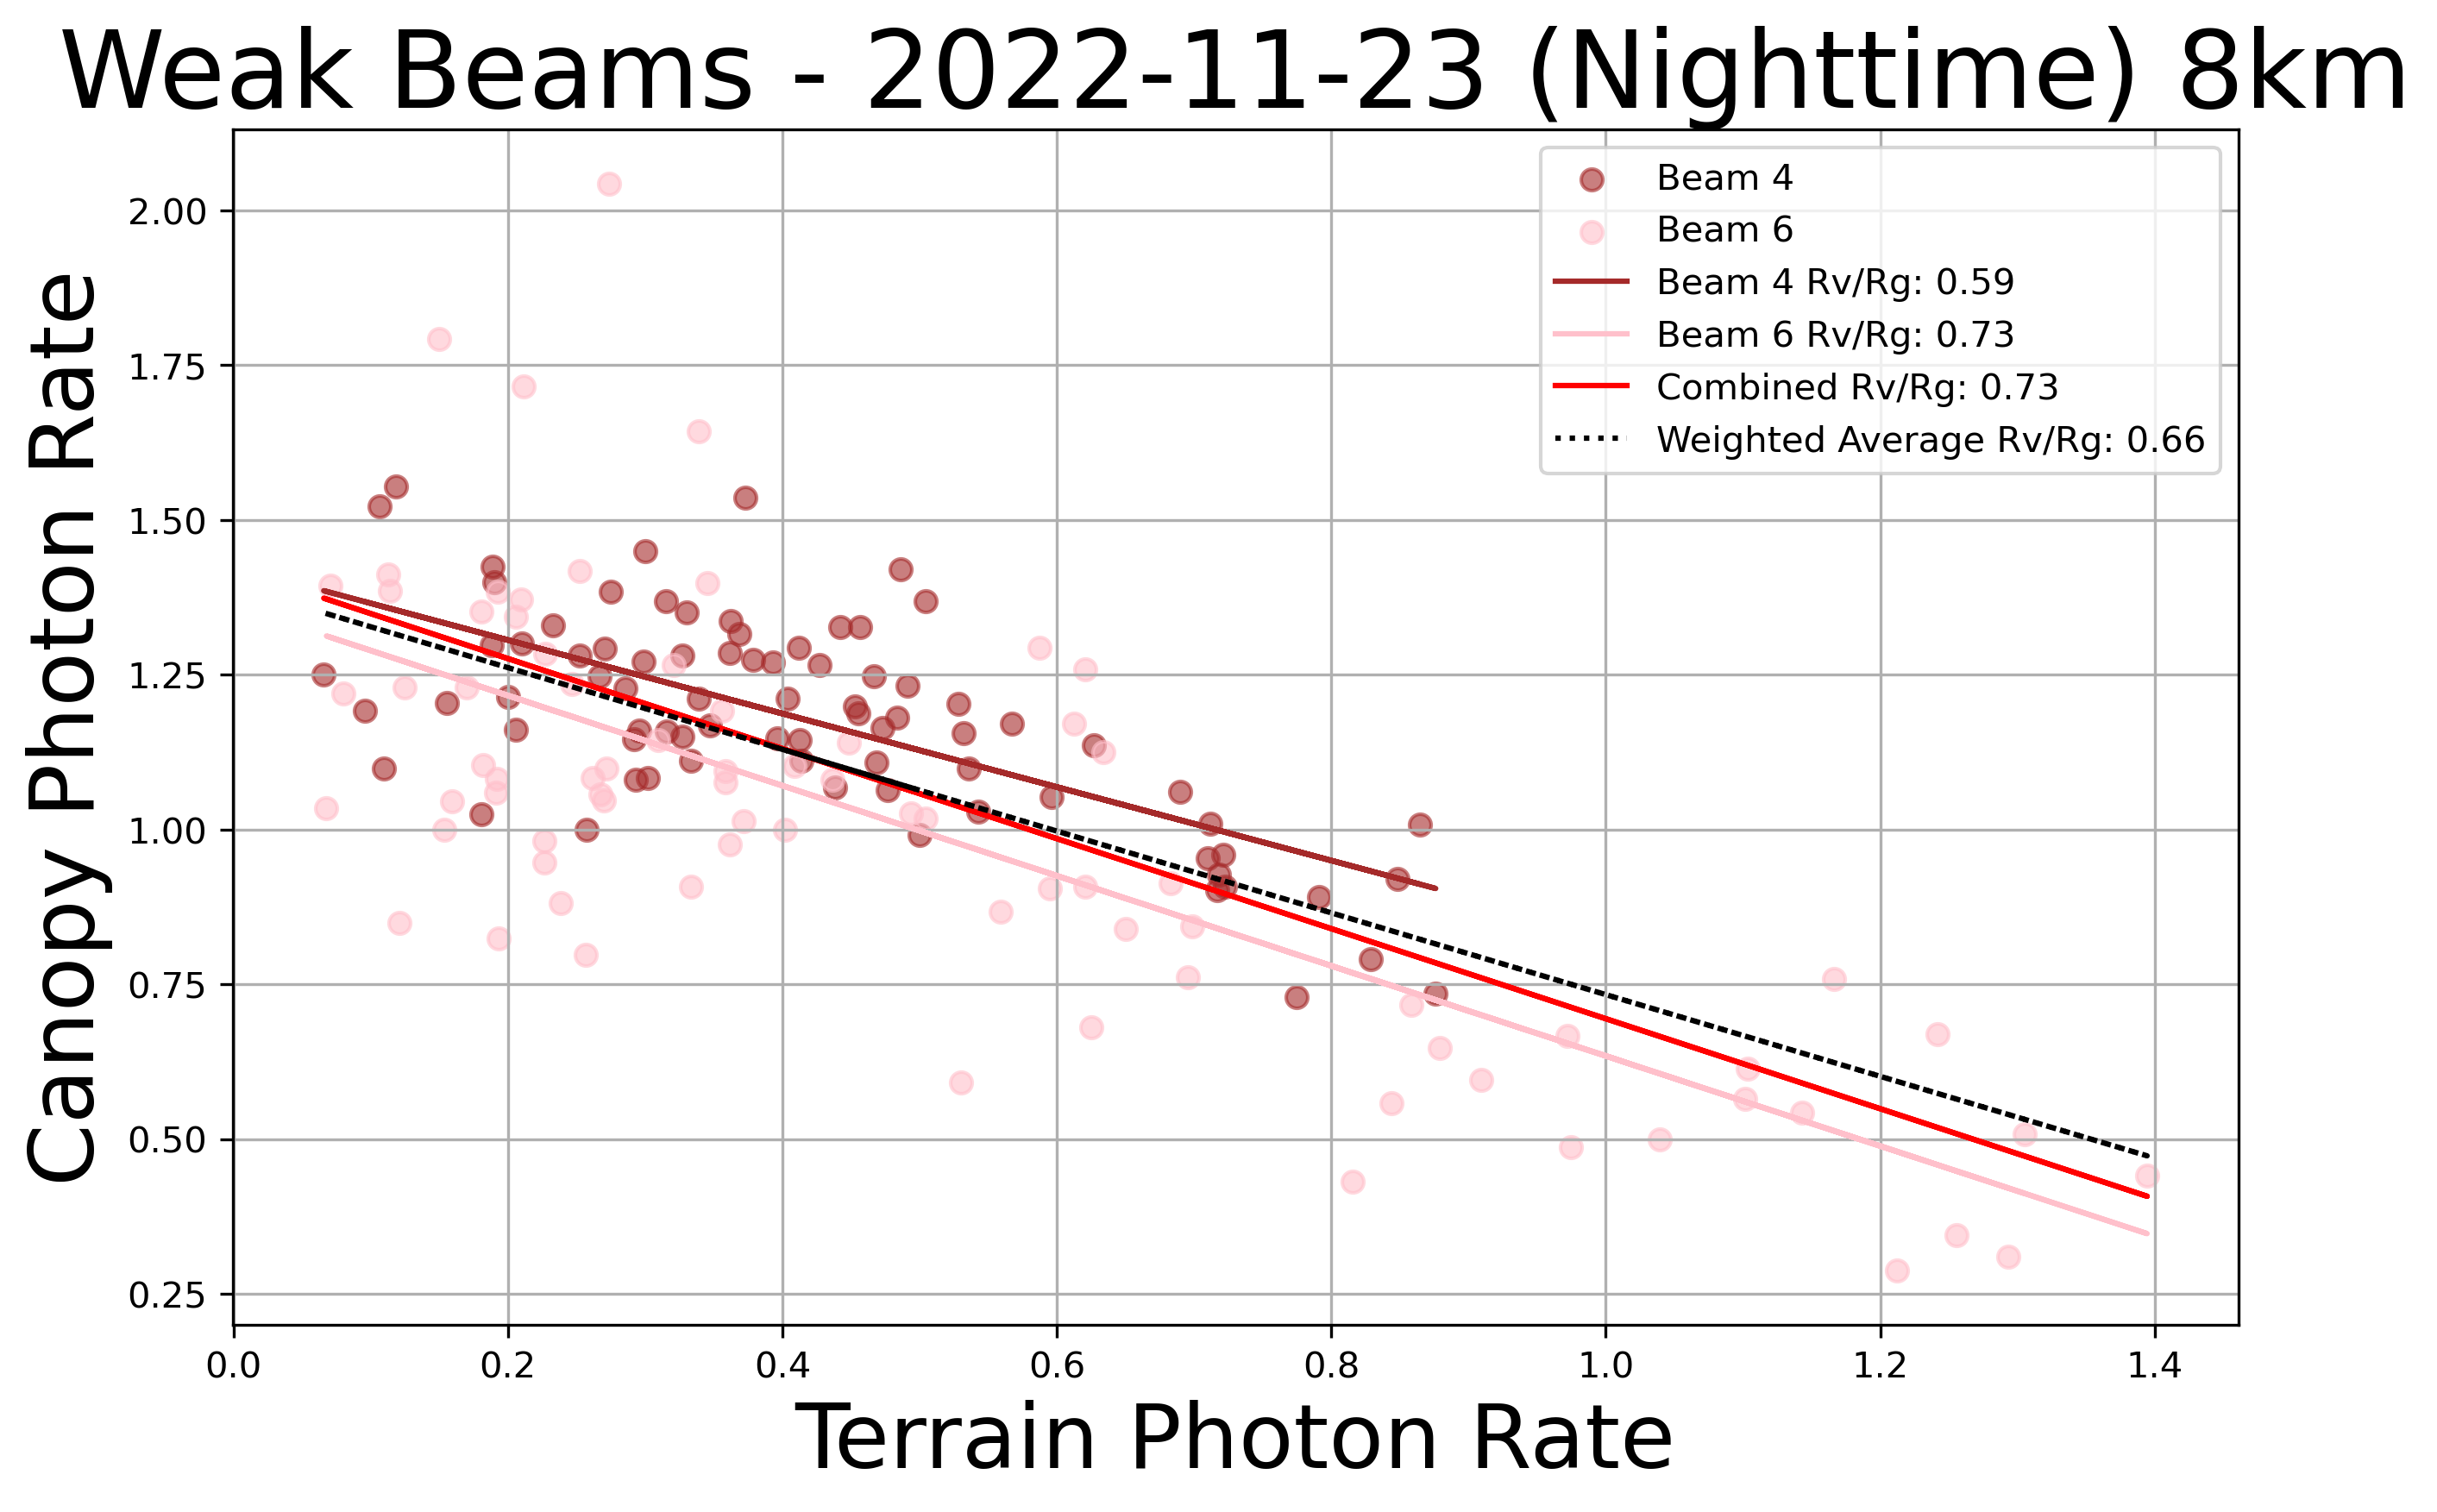 Weak Beams - 2022-11-23 (Nighttime) 8km
Beam 4
Beam 6
Beam 4 Rv/Rg: 0.59
Beam 6 Rv/Rg: 0.73
Combined Rv/Rg: 0.73
Weighted Average Rv/Rg: 0.66
Canopy Photon Rate
2.00
1.75
1.50
1.25
1.00
0.75
0.50
0.25
0.0 0.2 0.4 0.6 0.8 1.0 1.2 1.4
Terrain Photon Rate